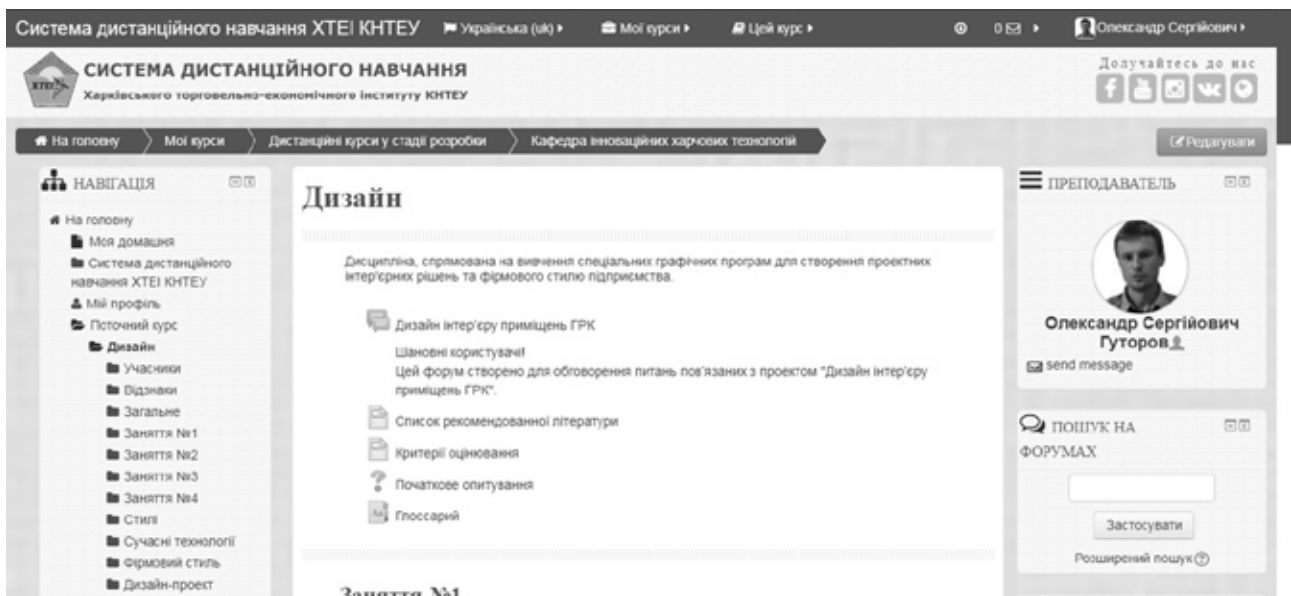 Система дистанційного навчання ХТЕІ КНТЕУ Українська (uk) Мої курси Цей курс 0 Олександр Сергійович
СИСТЕМА ДИСТАНЦІЙНОГО НАВЧАННЯ
Харківського торговельно-економічного інституту КНТЕУ
Долучайтесь до нас
На головну Мої курси Дистанційні курси у стадії розробки Кафедра інноваційних харчових технологій Редагувати
НАВІГАЦІЯ
На головну
Моя домашня
Система дистанційного
навчання ХТЕІ КНТЕУ
Мій профіль
Поточний курс
Дизайн
Учасники
Відзнаки
Загальне
Заняття №1
Заняття №2
Заняття №3
Заняття №4
Стилі
Сучасні технології
Фірмовий стиль
Дизайн-проект
Дизайн
Дисципліна, спрямована на вивчення спеціальних графічних програм для створення проектних
інтер'єрних рішень та фірмового стилю підприємства.
Дизайн інтер'єру приміщень ГРК
Шановні користувачі!
Цей форум створено для обговорення питань пов'язаних з проектом "Дизайн інтер'єру
приміщень ГРК".
Список рекомендованної літератури
Критерії оцінювання
Початкове опитування
Глоссарий
Заняття №1
ПРЕПОДАВАТЕЛЬ
Олександр Сергійович
Гуторов
send message
ПОШУК НА
ФОРУМАХ
Застосувати
Розширений пошук